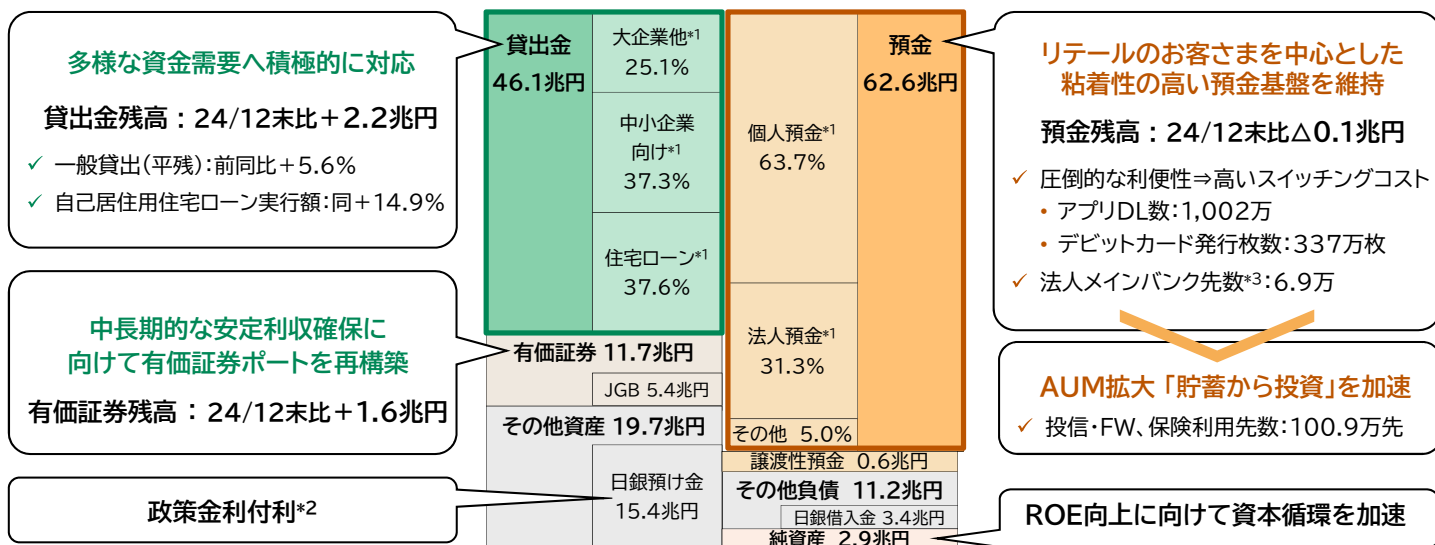 多様な資金需要へ積極的に対応
貸出金残高：24/12末比＋2.2兆円
✓ 一般貸出（平残）：前同比＋5.6％
✓ 自己居住用住宅ローン実行額：同＋14.9％
中長期的な安定利収確保に
向けて有価証券ポートを再構築
有価証券残高：24/12末比＋1.6兆円
政策金利付利*2
貸出金
46.1兆円
大企業他*1
25.1%
中小企業
向け*1
37.3%
住宅ローン*1
37.6%
有価証券 11.7兆円
JGB 5.4兆円
その他資産 19.7兆円
日銀預け金
15.4兆円
預金
62.6兆円
個人預金*1
63.7%
法人預金*1
31.3%
その他 5.0%
譲渡性預金 0.6兆円
その他負債 11.2兆円
日銀借入金 3.4兆円
純資産 2.9兆円
リテールのお客さまを中心とした
粘着性の高い預金基盤を維持
預金残高：24/12末比△0.1兆円
✓ 圧倒的な利便性⇒高いスイッチングコスト
• アプリDL数：1,002万
• デビットカード発行枚数：337万枚
✓ 法人メインバンク先数*3：6.9万
AUM拡大 「貯蓄から投資」を加速
✓ 投信・FW、保険利用先数：100.9万先
ROE向上に向けて資本循環を加速